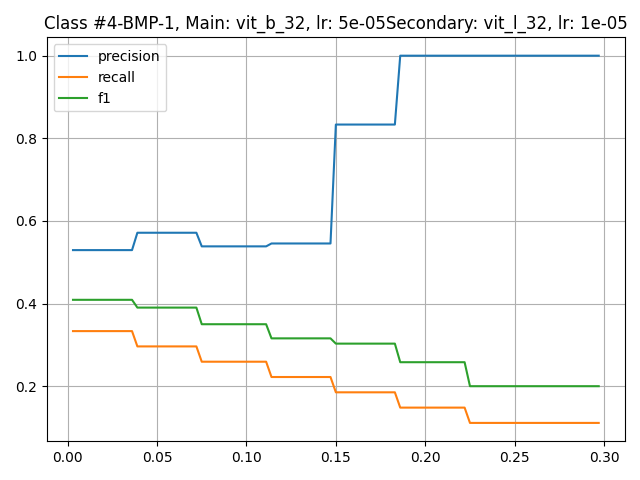 Class #4-BMP-1, Main: vit_b_32, lr: 5e-05Secondary: vit_l_32, lr: 1e-05
precision
recall
f1
1.0
0.8
0.6
0.4
0.2
0.00 0.05 0.10 0.15 0.20 0.25 0.30